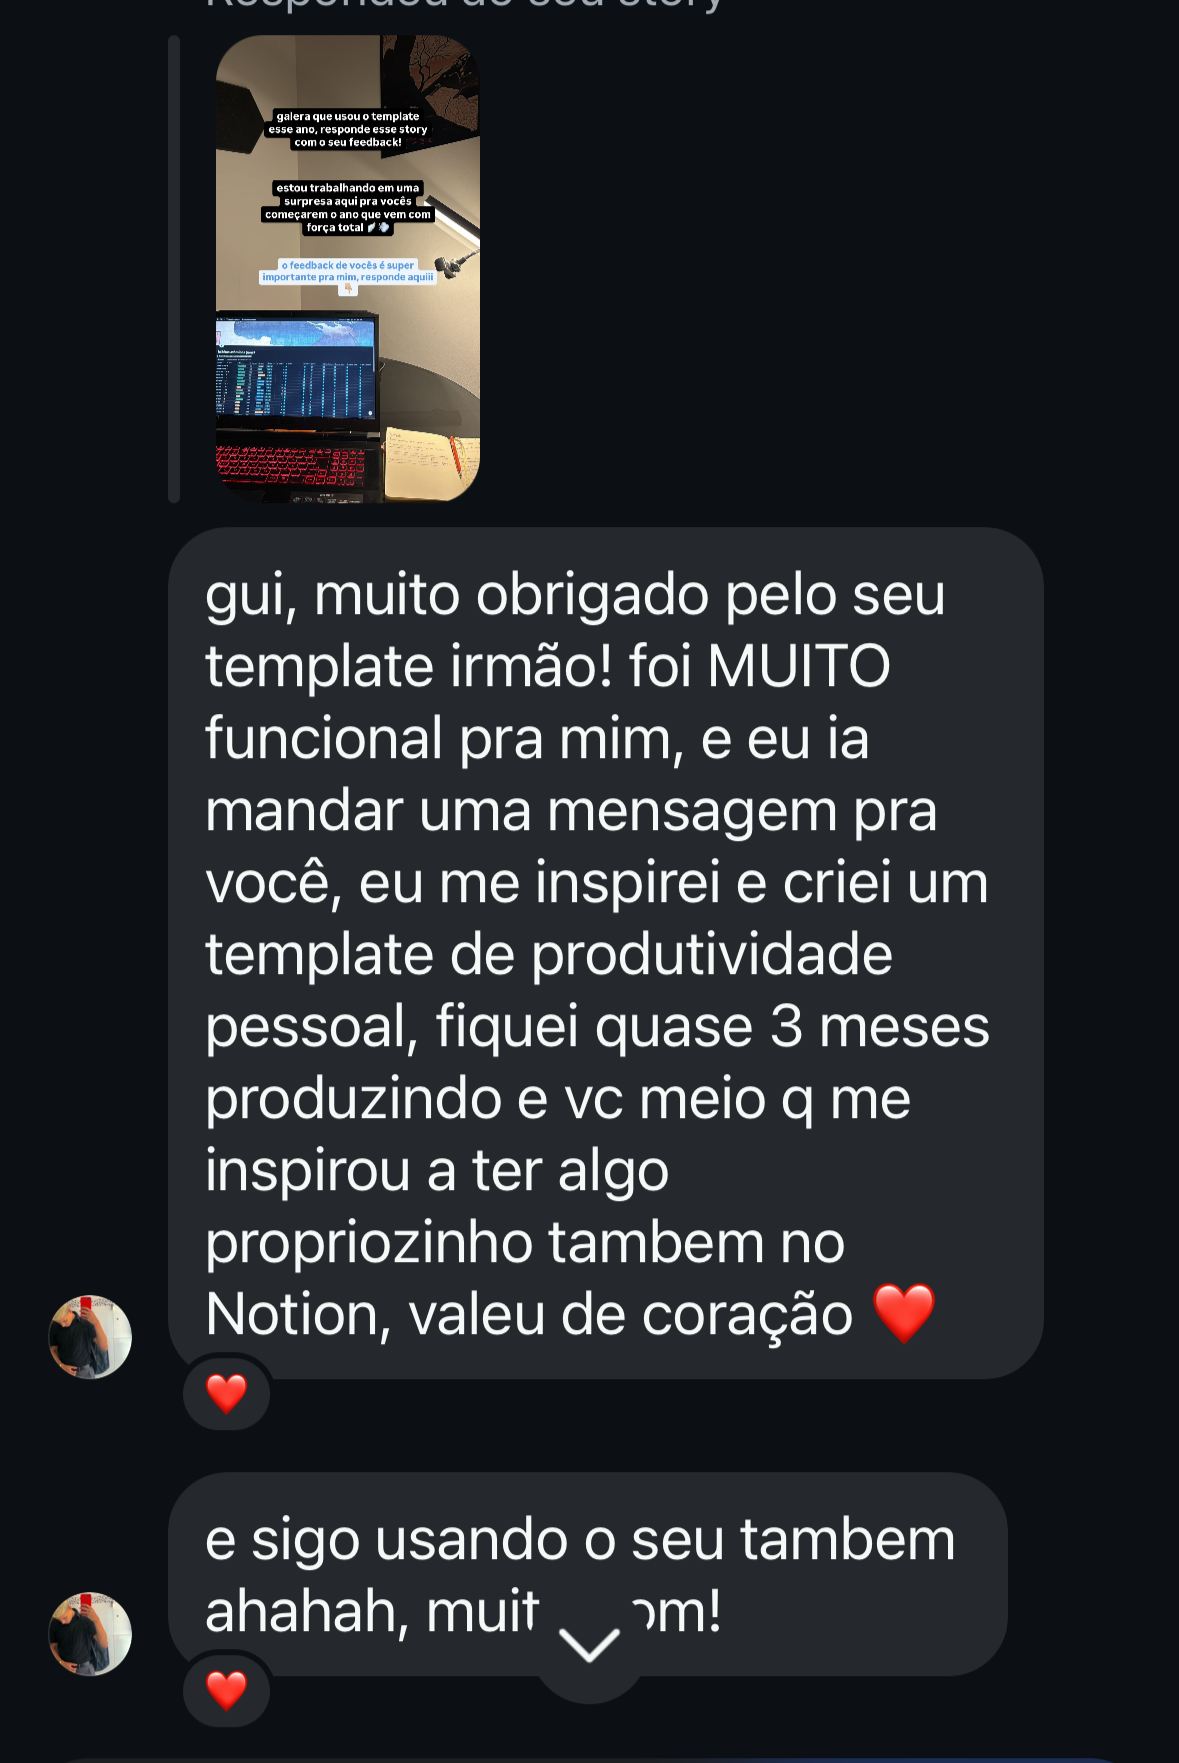 Respondeu ao seu story
galera que usou o template
esse ano, responde esse story
com o seu feedback!
estou trabalhando em uma
surpresa aqui pra vocês
começarem o ano que vem com
força total
o feedback de vocês é super
importante pra mim, responde aquiii
gui, muito obrigado pelo seu
template irmão! foi MUITO
funcional pra mim, e eu ia
mandar uma mensagem pra
você, eu me inspirei e criei um
template de produtividade
pessoal, fiquei quase 3 meses
produzindo e vc meio q me
inspirou a ter algo
propriozinho tambem no
Notion, valeu de coração ❤️
e sigo usando o seu tambem
ahahah,